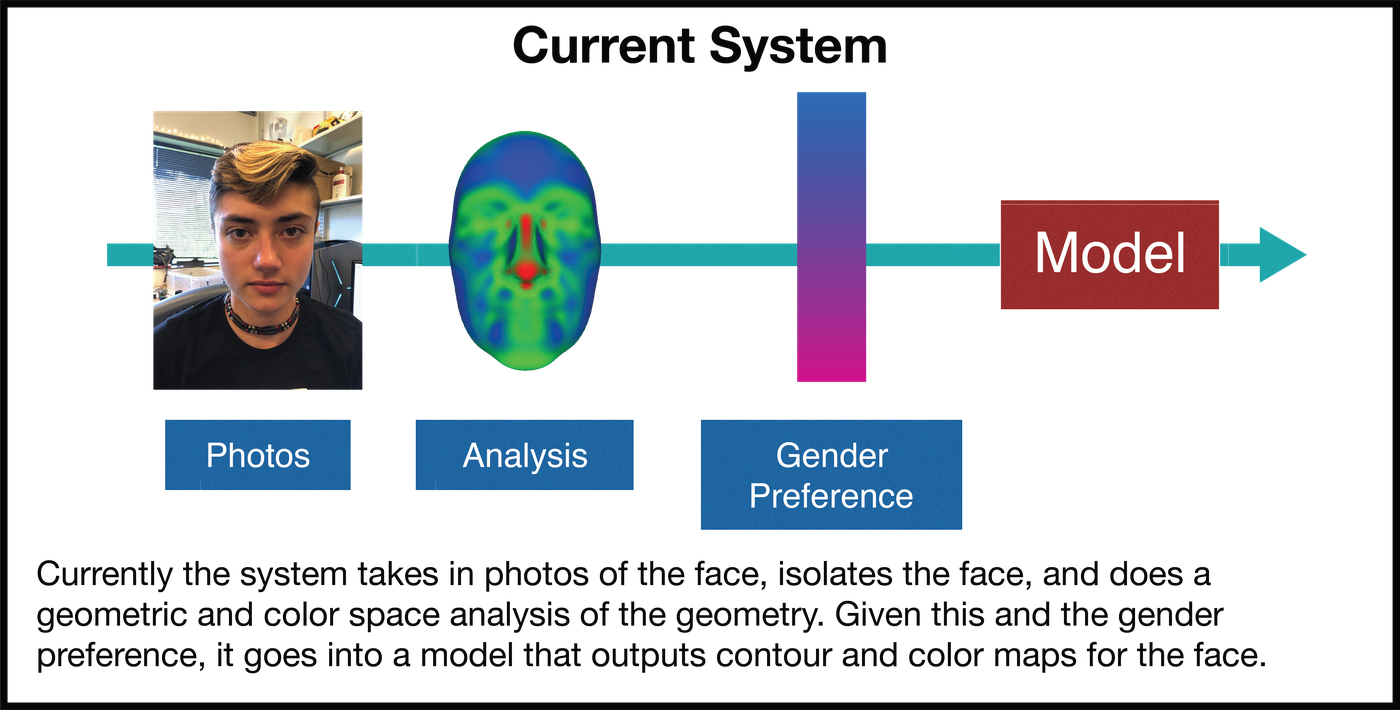 Current System
Model
Photos
Analysis
Gender
Preference
Currently the system takes in photos of the face, isolates the face, and does a
geometric and color space analysis of the geometry. Given this and the gender
preference, it goes into a model that outputs contour and color maps for the face.